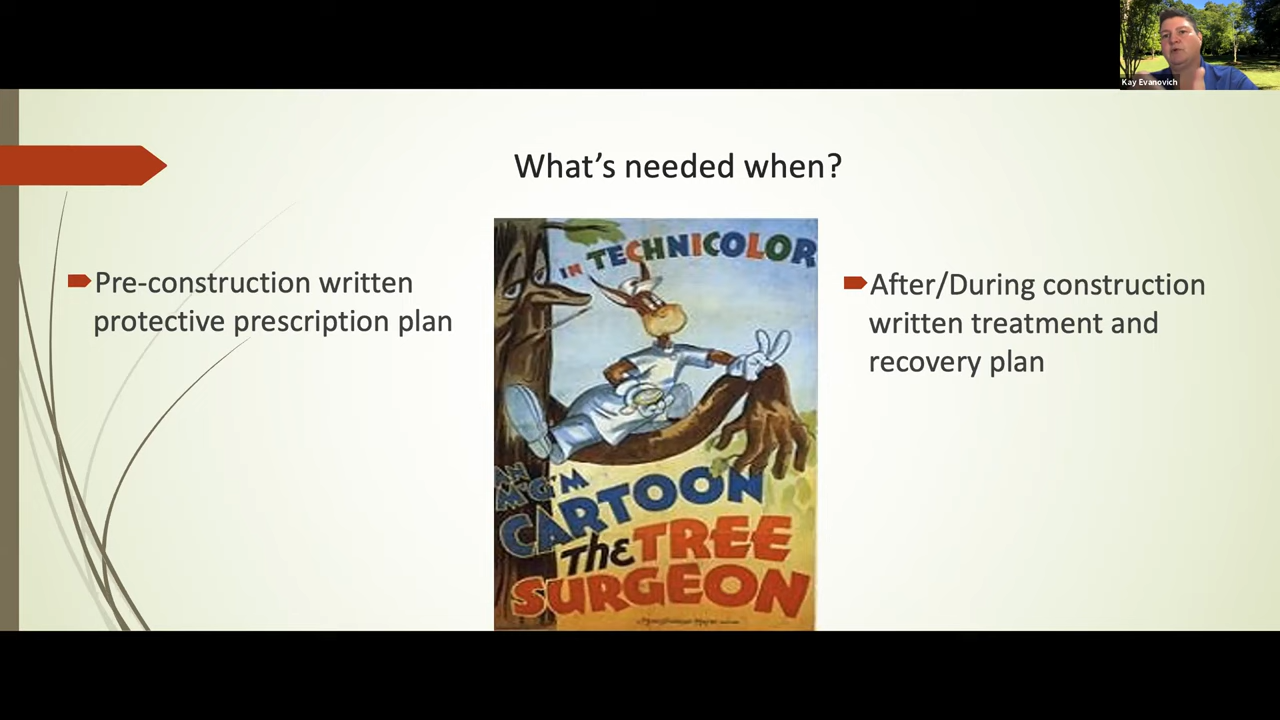 Kay Evanovich
What’s needed when?
Pre-construction written
protective prescription plan
IN TECHNICOLOR
AN
M·G·M
CARTOON
The TREE
SURGEON
After/During construction
written treatment and
recovery plan